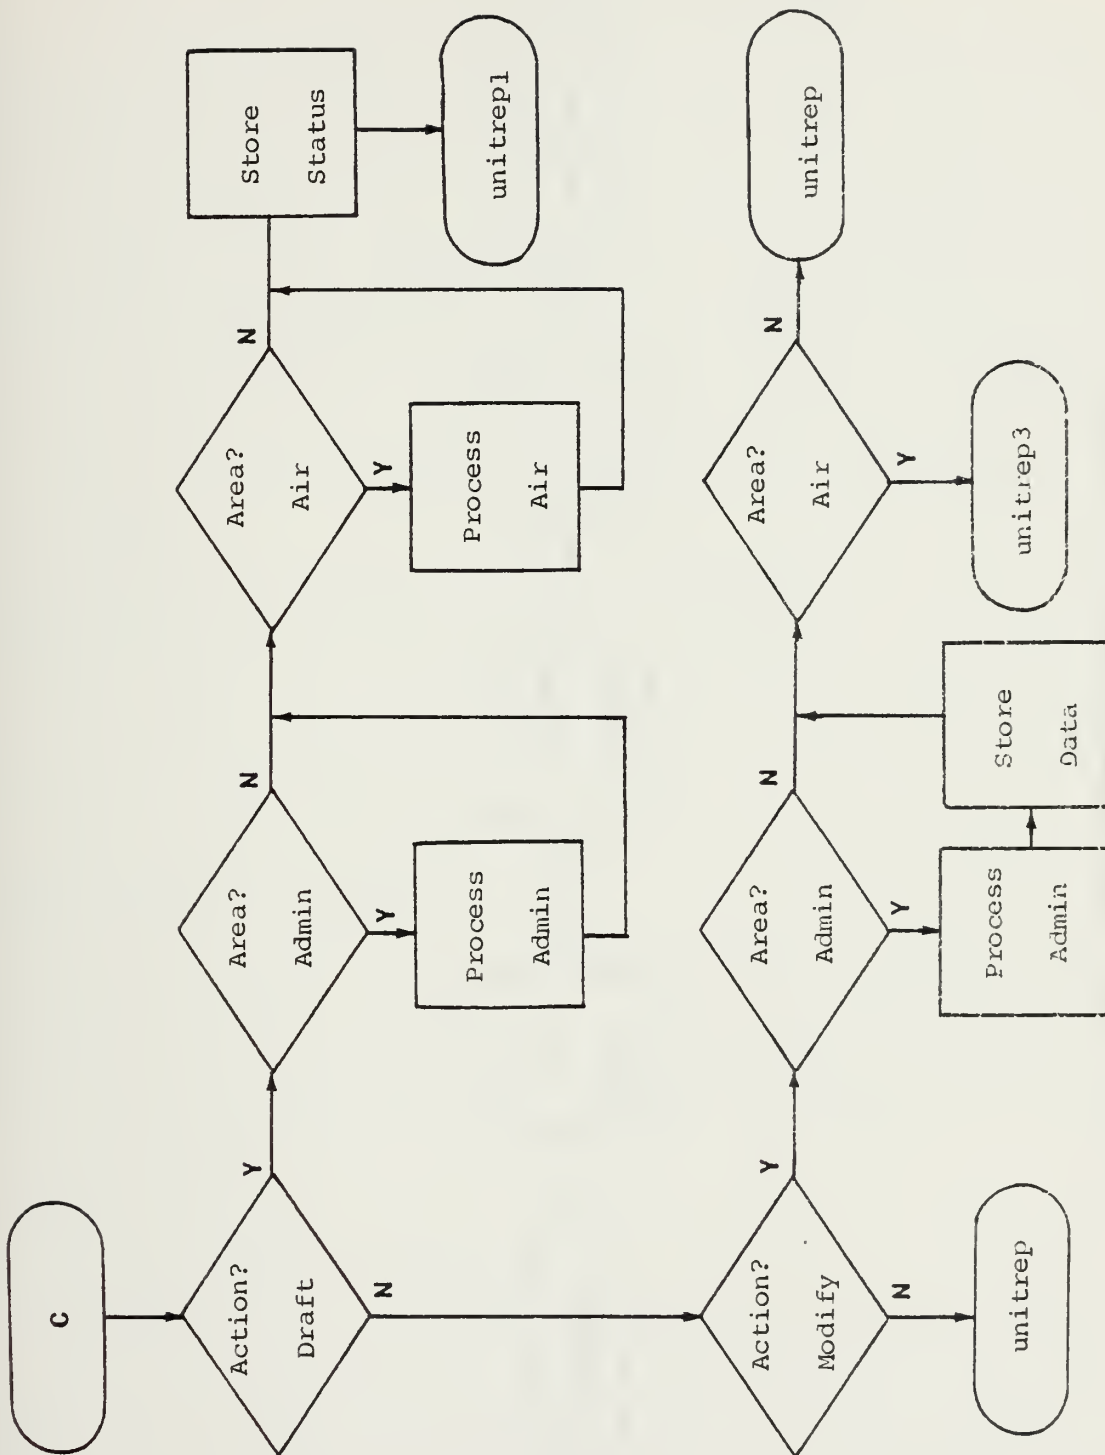 C
Action?
Draft
Y
N
Area?
Admin
N
Y
Process
Admin
Area?
Air
N
Y
Process
Air
Store
Status
unitrep1
Action?
Modify
Y
N
unitrep
Area?
Admin
N
Y
Process
Admin
Store
Data
Area?
Air
N
Y
unitrep3
unitrep